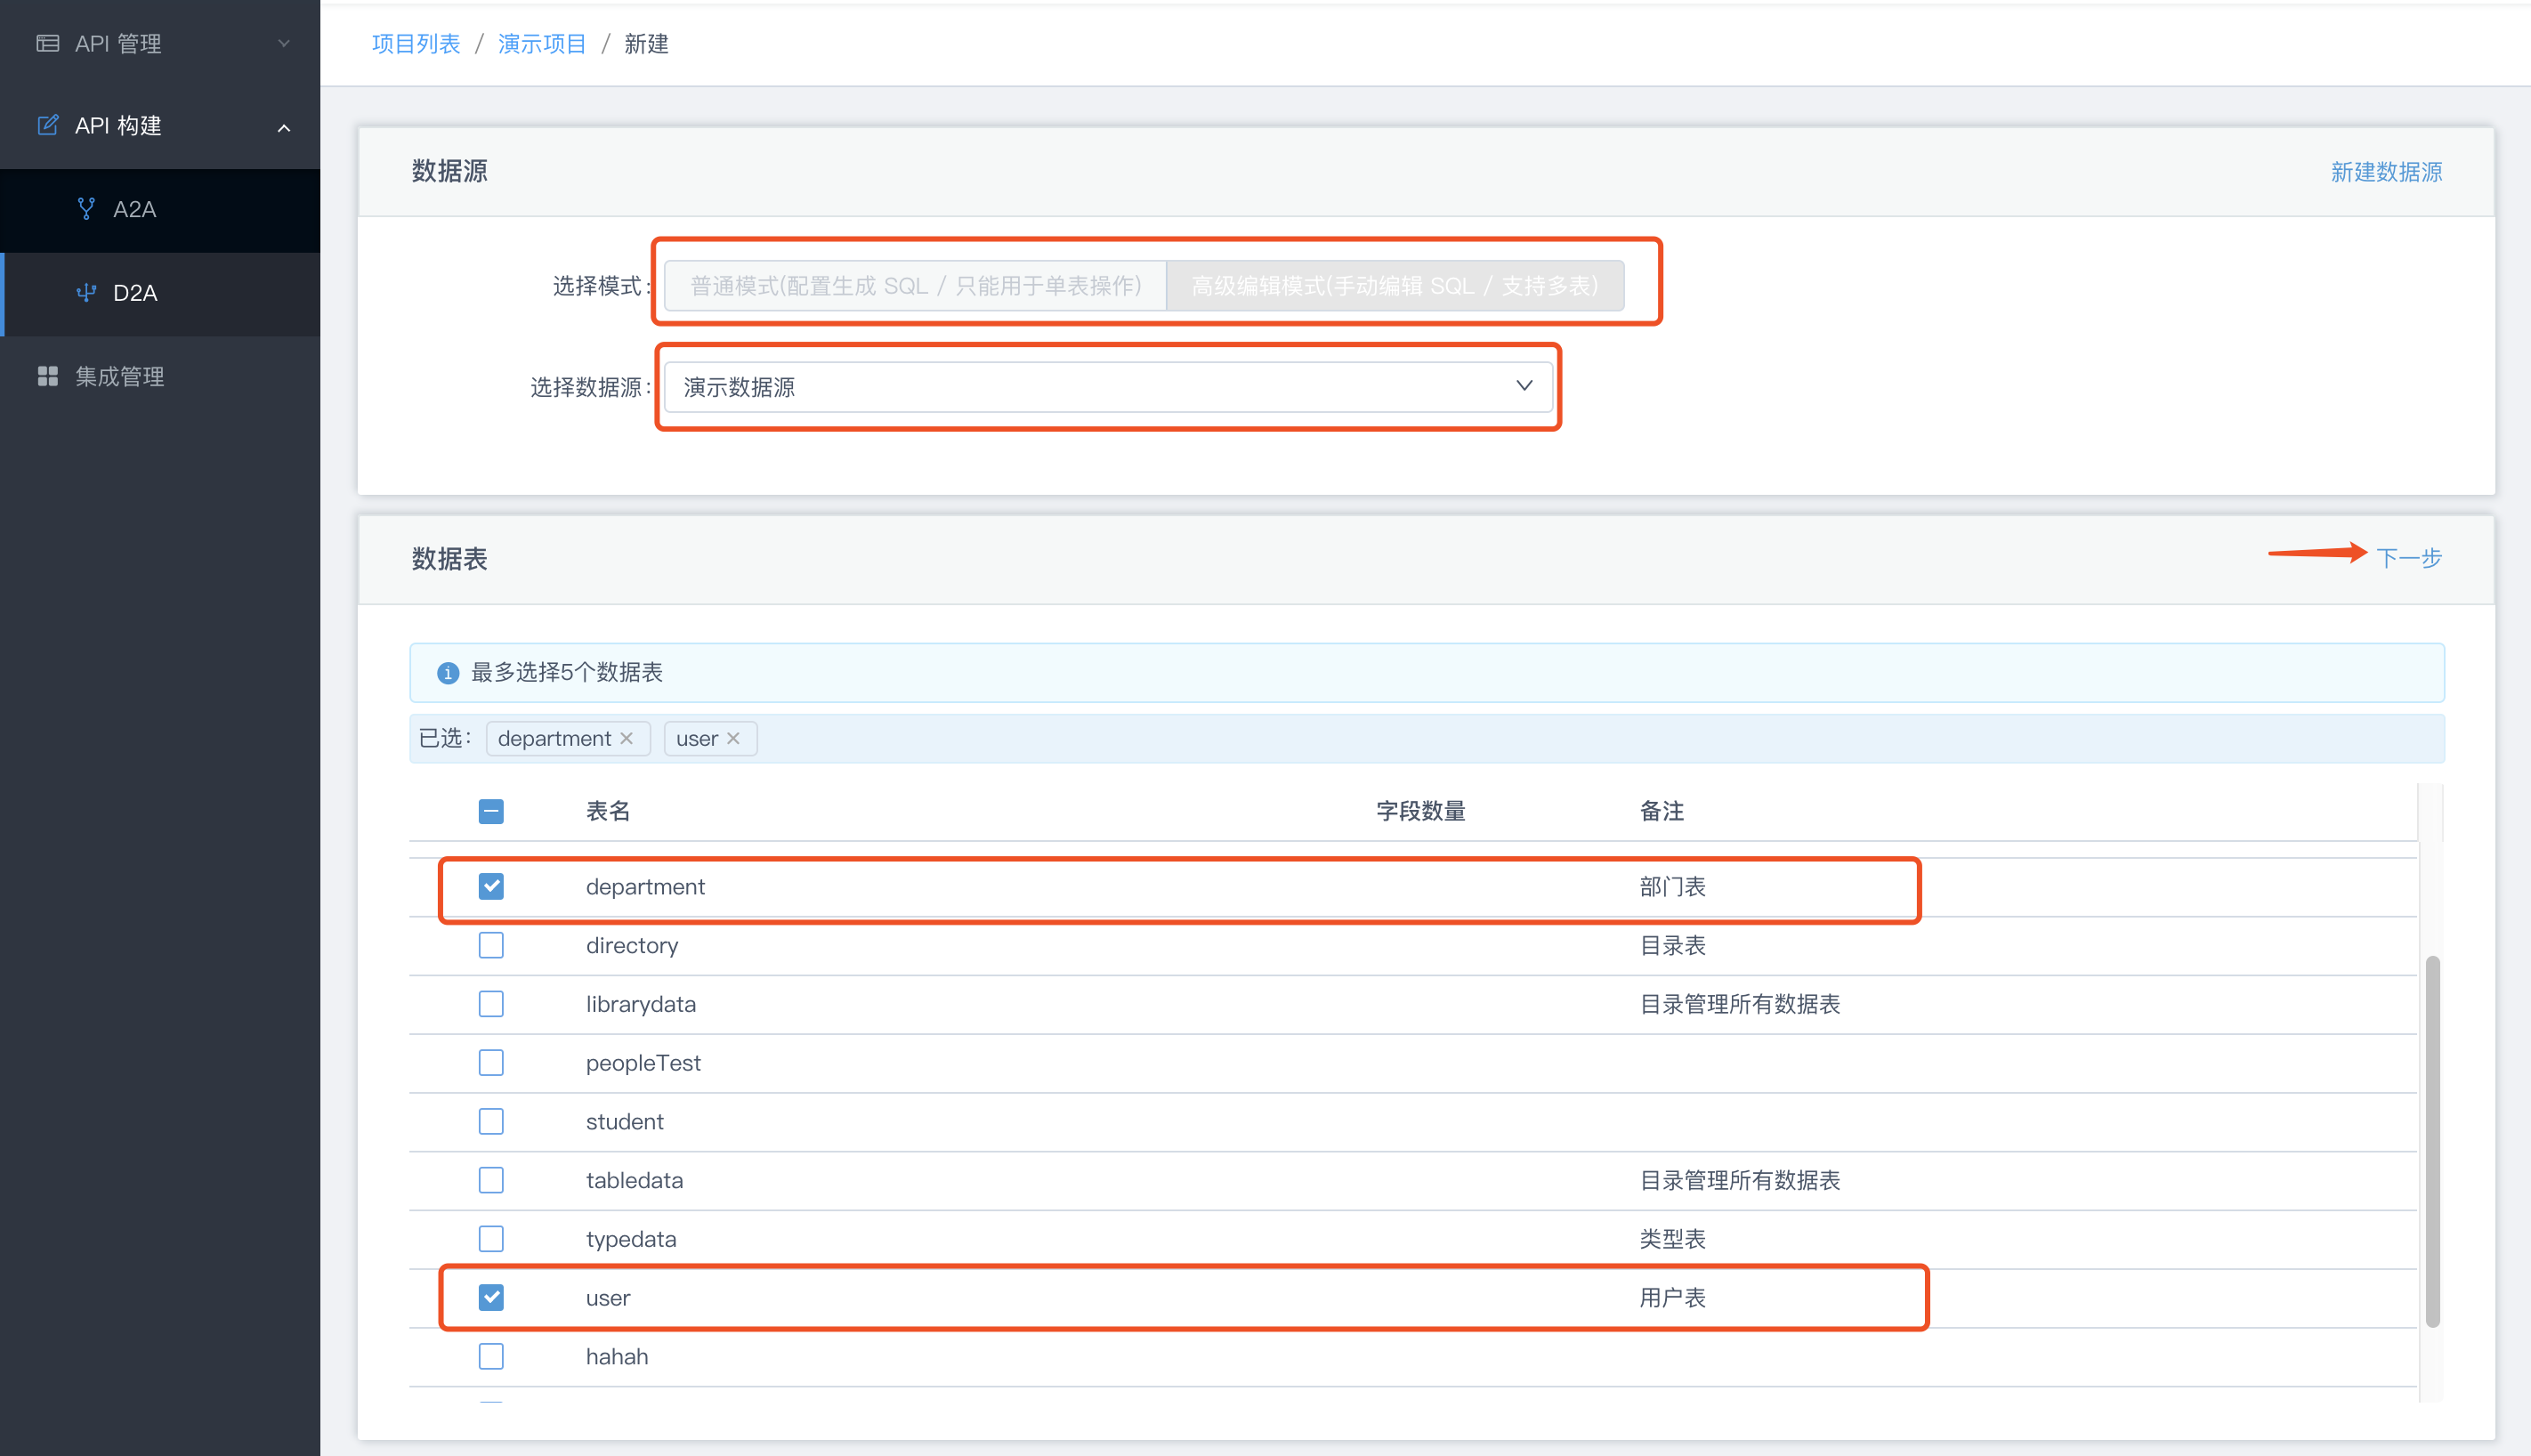 API 管理
API 构建
A2A
D2A
集成管理
项目列表 / 演示项目 / 新建
数据源
新建数据源
选择模式: 普通模式(配置生成 SQL / 只能用于单表操作) 高级编辑模式(手动编辑 SQL / 支持多表)
选择数据源: 演示数据源
数据表
下一步
最多选择5个数据表
已选: department user
表名 字段数量 备注
department 部门表
directory 目录表
librarydata 目录管理所有数据表
peopleTest
student
tabledata 目录管理所有数据表
typedata 类型表
user 用户表
hahah